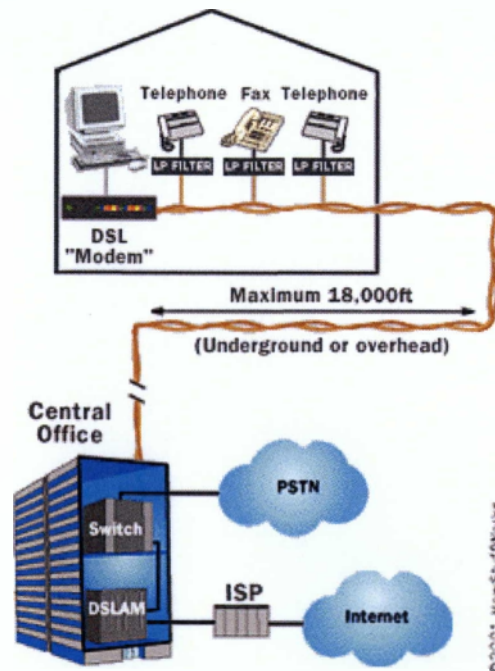 Telephone Fax Telephone
LP FILTER LP FILTER LP FILTER
DSL
"Modem"
Maximum 18,000ft
(Underground or overhead)
Central
Office
PSTN
Switch
DSLAM
ISP
Internet
2001